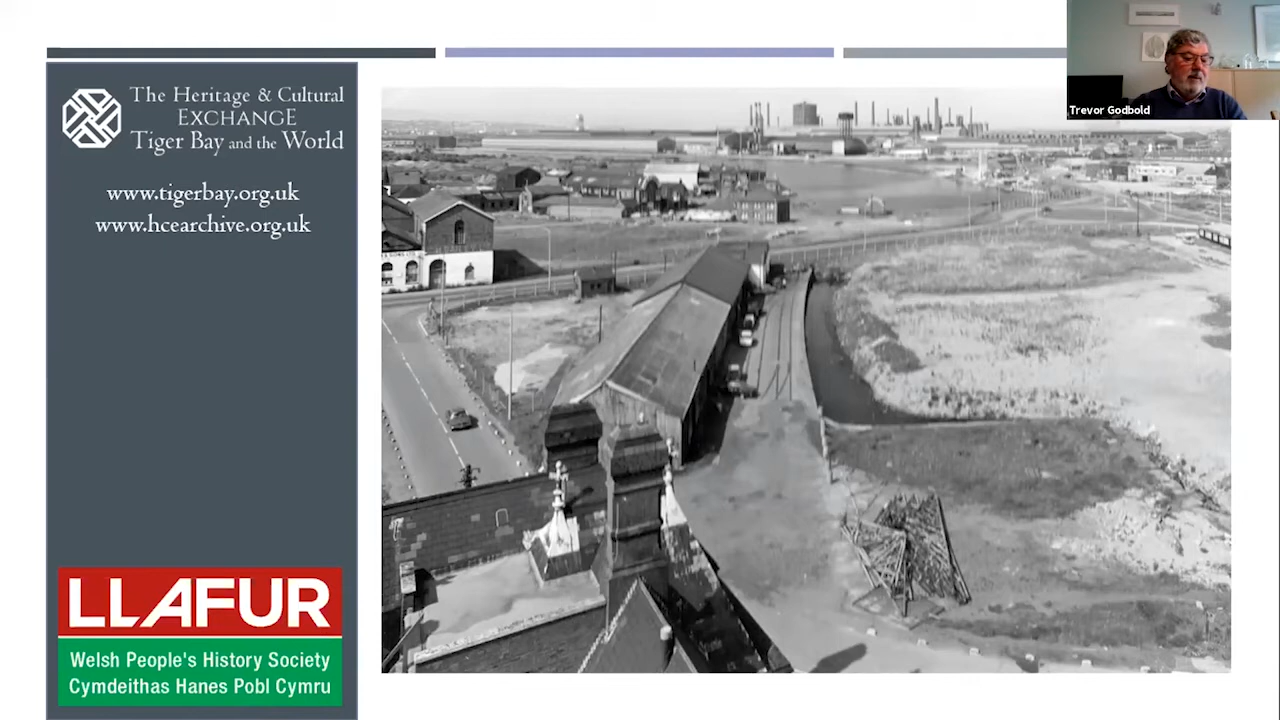 The Heritage & Cultural
EXCHANGE
Tiger Bay and the World
www.tigerbay.org.uk
www.hcearchive.org.uk
LLAFUR
Welsh People's History Society
Cymdeithas Hanes Pobl Cymru
Trevor Godbold